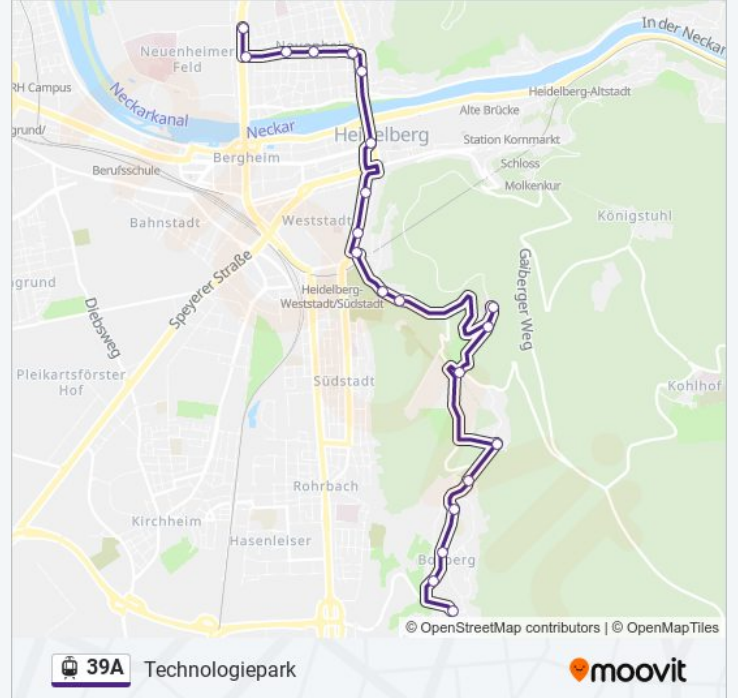 In der Neckar
Neuenheim
Neuenheimer
Feld
RH Campus
Neckarkanal
Heidelberg-Altstadt
Alte Brücke
grund/
Neckar
Heidelberg
Station Kornmarkt
Bergheim
Schloss
Berufsschule
Molkenkur
Königstuhl
Bahnstadt
Weststadt
Gaiberger Weg
Speyerer Straße
grund
Heidelberg-
Weststadt/Südstadt
Diebsweg
Pleikartsförster
Hof
Südstadt
Kohlhof
Rohrbach
Kirchheim
Hasenleiser
Boxberg
© OpenStreetMap contributors | © OpenMapTiles
39A Technologiepark
moovit